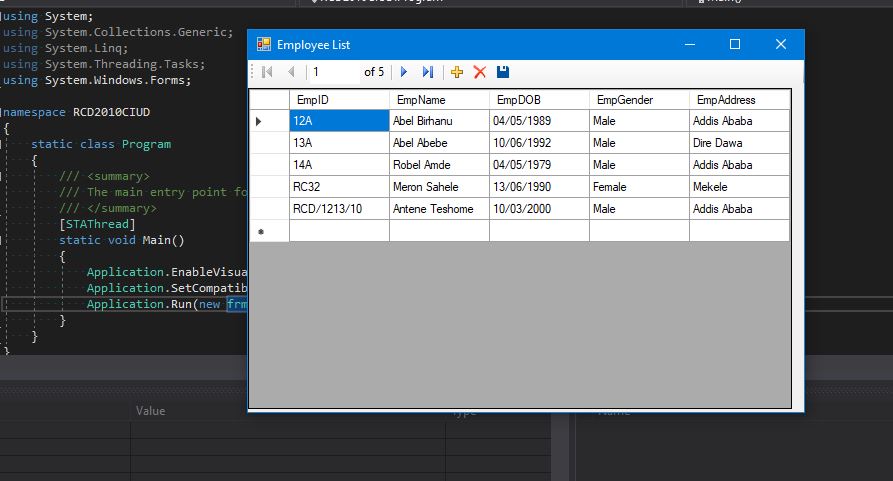 using System;
using System.Collections.Generic;
using System.Linq;
using System.Threading.Tasks;
using System.Windows.Forms;
namespace RCD2010CIUD
{
static class Program
{
/// <summary>
/// The main entry point fo
/// </summary>
[STAThread]
static void Main()
{
Application.EnableVisua
Application.SetCompatib
Application.Run(new frm
}
}
}
Employee List
1 of 5
EmpID EmpName EmpDOB EmpGender EmpAddress
12A Abel Birhanu 04/05/1989 Male Addis Ababa
13A Abel Abebe 10/06/1992 Male Dire Dawa
14A Robel Amde 04/05/1979 Male Addis Ababa
RC32 Meron Sahele 13/06/1990 Female Mekele
RCD/1213/10 Antene Teshome 10/03/2000 Male Addis Ababa
Value Type Name